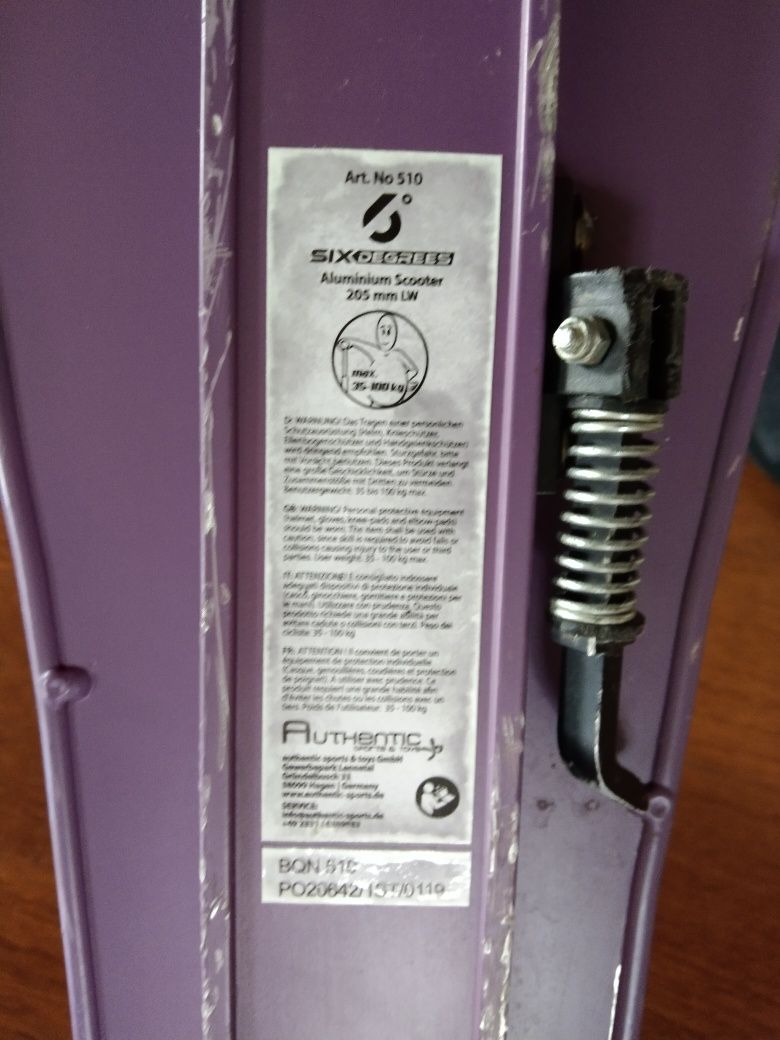 Art. No 510
SIXDEGREES
Aluminium Scooter
205 mm LW
max.
35-100 kg
D: WARNUNG! Das Tragen einer persönlichen
Schutzausrüstung (Helm, Knieschützer,
Ellenbogenschützer und Handgelenkschützer)
wird dringend empfohlen. Sturzgefahr, bitte
mit Vorsicht benutzen. Dieses Produkt verlangt
eine große Geschicklichkeit, um Stürze und
Zusammenstöße mit Dritten zu vermeiden.
Benutzergewicht: 35 bis 100 kg max.
GB: WARNING! Personal protective equipment
(helmet, gloves, knee-pads and elbow-pads)
should be worn. The item shall be used with
caution, since skill is required to avoid falls or
collisions causing injury to the user or third
parties. User weight: 35 - 100 kg max.
IT: ATTENZIONE! È consigliato indossare
adeguati dispositivi di protezione individuale
(casco, ginocchiere, gomitiere e protezioni per
le mani). Utilizzare con prudenza. Questo
prodotto richiede una grande abilità per
evitare cadute o collisioni con terzi. Peso del
ciclista: 35 - 100 kg
FR: ATTENTION ! Il convient de porter un
équipement de protection individuelle
(Casque, genouillères, coudières et protection
de poignet). A utiliser avec prudence. Ce
produit requiert une grande habilité afin
d'éviter les chutes ou les collisions avec un
tiers. Poids de l'utilisateur: 35 - 100 kg
AUTHENTIC
SPORTS & TOYS
authentic sports & toys GmbH
Gewerbepark Lennetal
Gründelbusch 33
58099 Hagen | Germany
www.authentic-sports.de
SERVICE:
info@authentic-sports.de
BQN 510
PO20642/ IST/0119